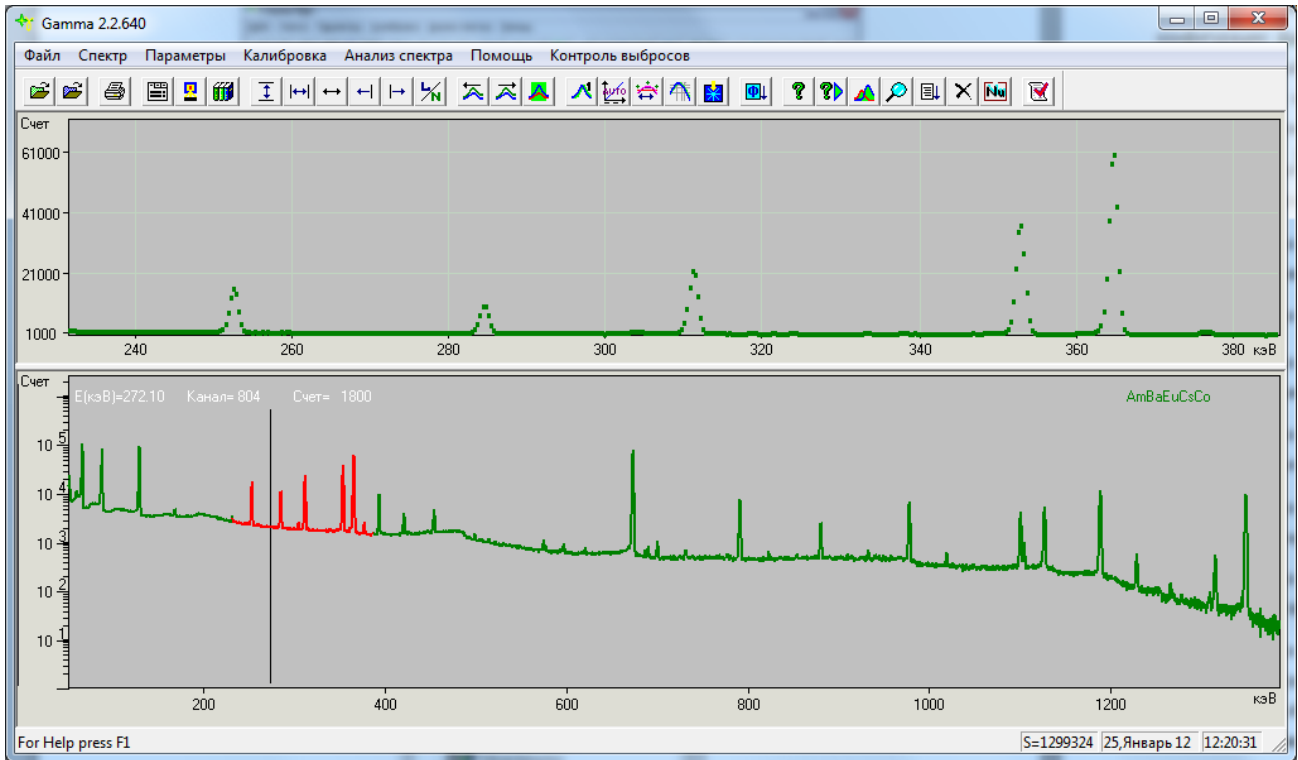 Gamma 2.2.640
Файл Спектр Параметры Калибровка Анализ спектра Помощь Контроль выбросов
L/N AUTO Ф ? ? Nu
Счет
61000
41000
21000
1000
240 260 280 300 320 340 360 380 кэВ
Счет
E(кэВ)=272.10 Канал= 804 Счет= 1800 AmBaEuCsCo
10 5
10 4
10 3
10 2
10 1
200 400 600 800 1000 1200 кэВ
For Help press F1 S=1299324 25,Январь 12 12:20:31